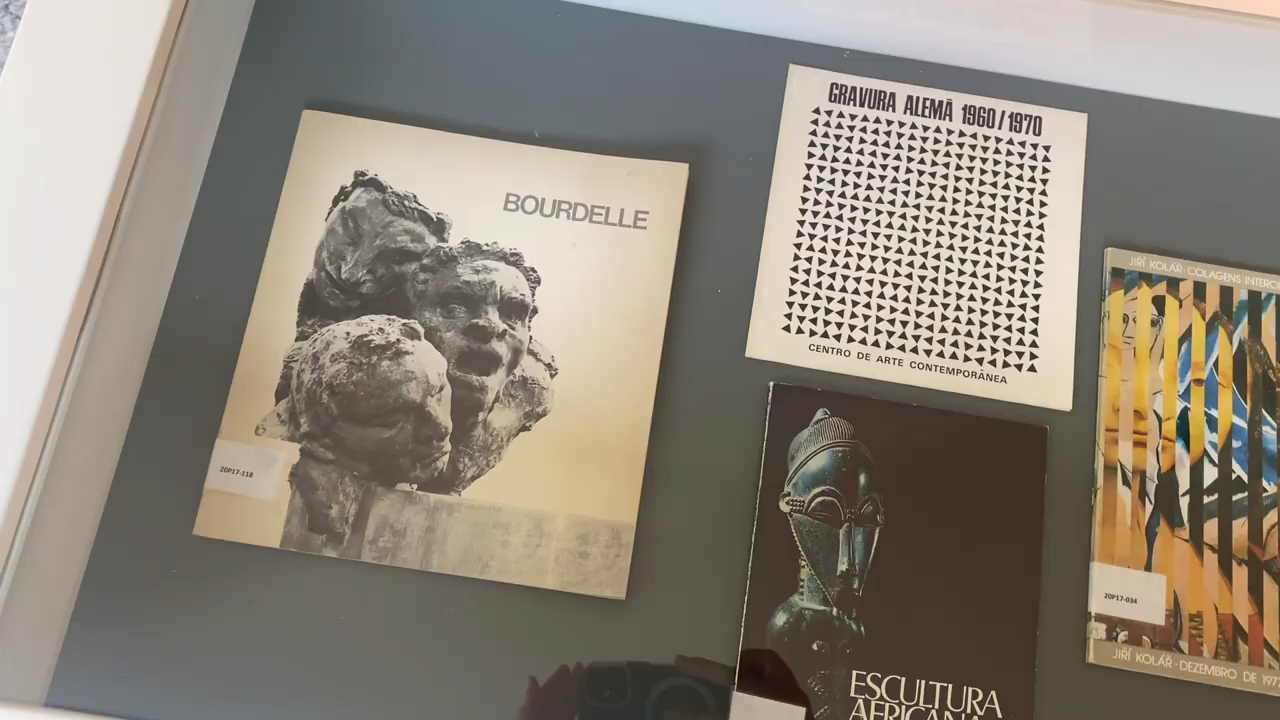 BOURDELLE
20P17-118
GRAVURA ALEMÃ 1960/1970
CENTRO DE ARTE CONTEMPORÂNEA
ESCULTURA
AFRICANA
JIŘÍ KOLÁŘ·COLAGENS
20P17-034
JIŘÍ KOLÁŘ·DEZEMBRO DE